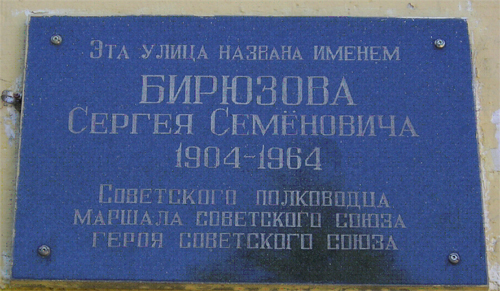 Эта улица названа именем
БИРЮЗОВА
Сергея Семёновича
1904-1964
Советского полководца
маршала советского союза
героя советского союза